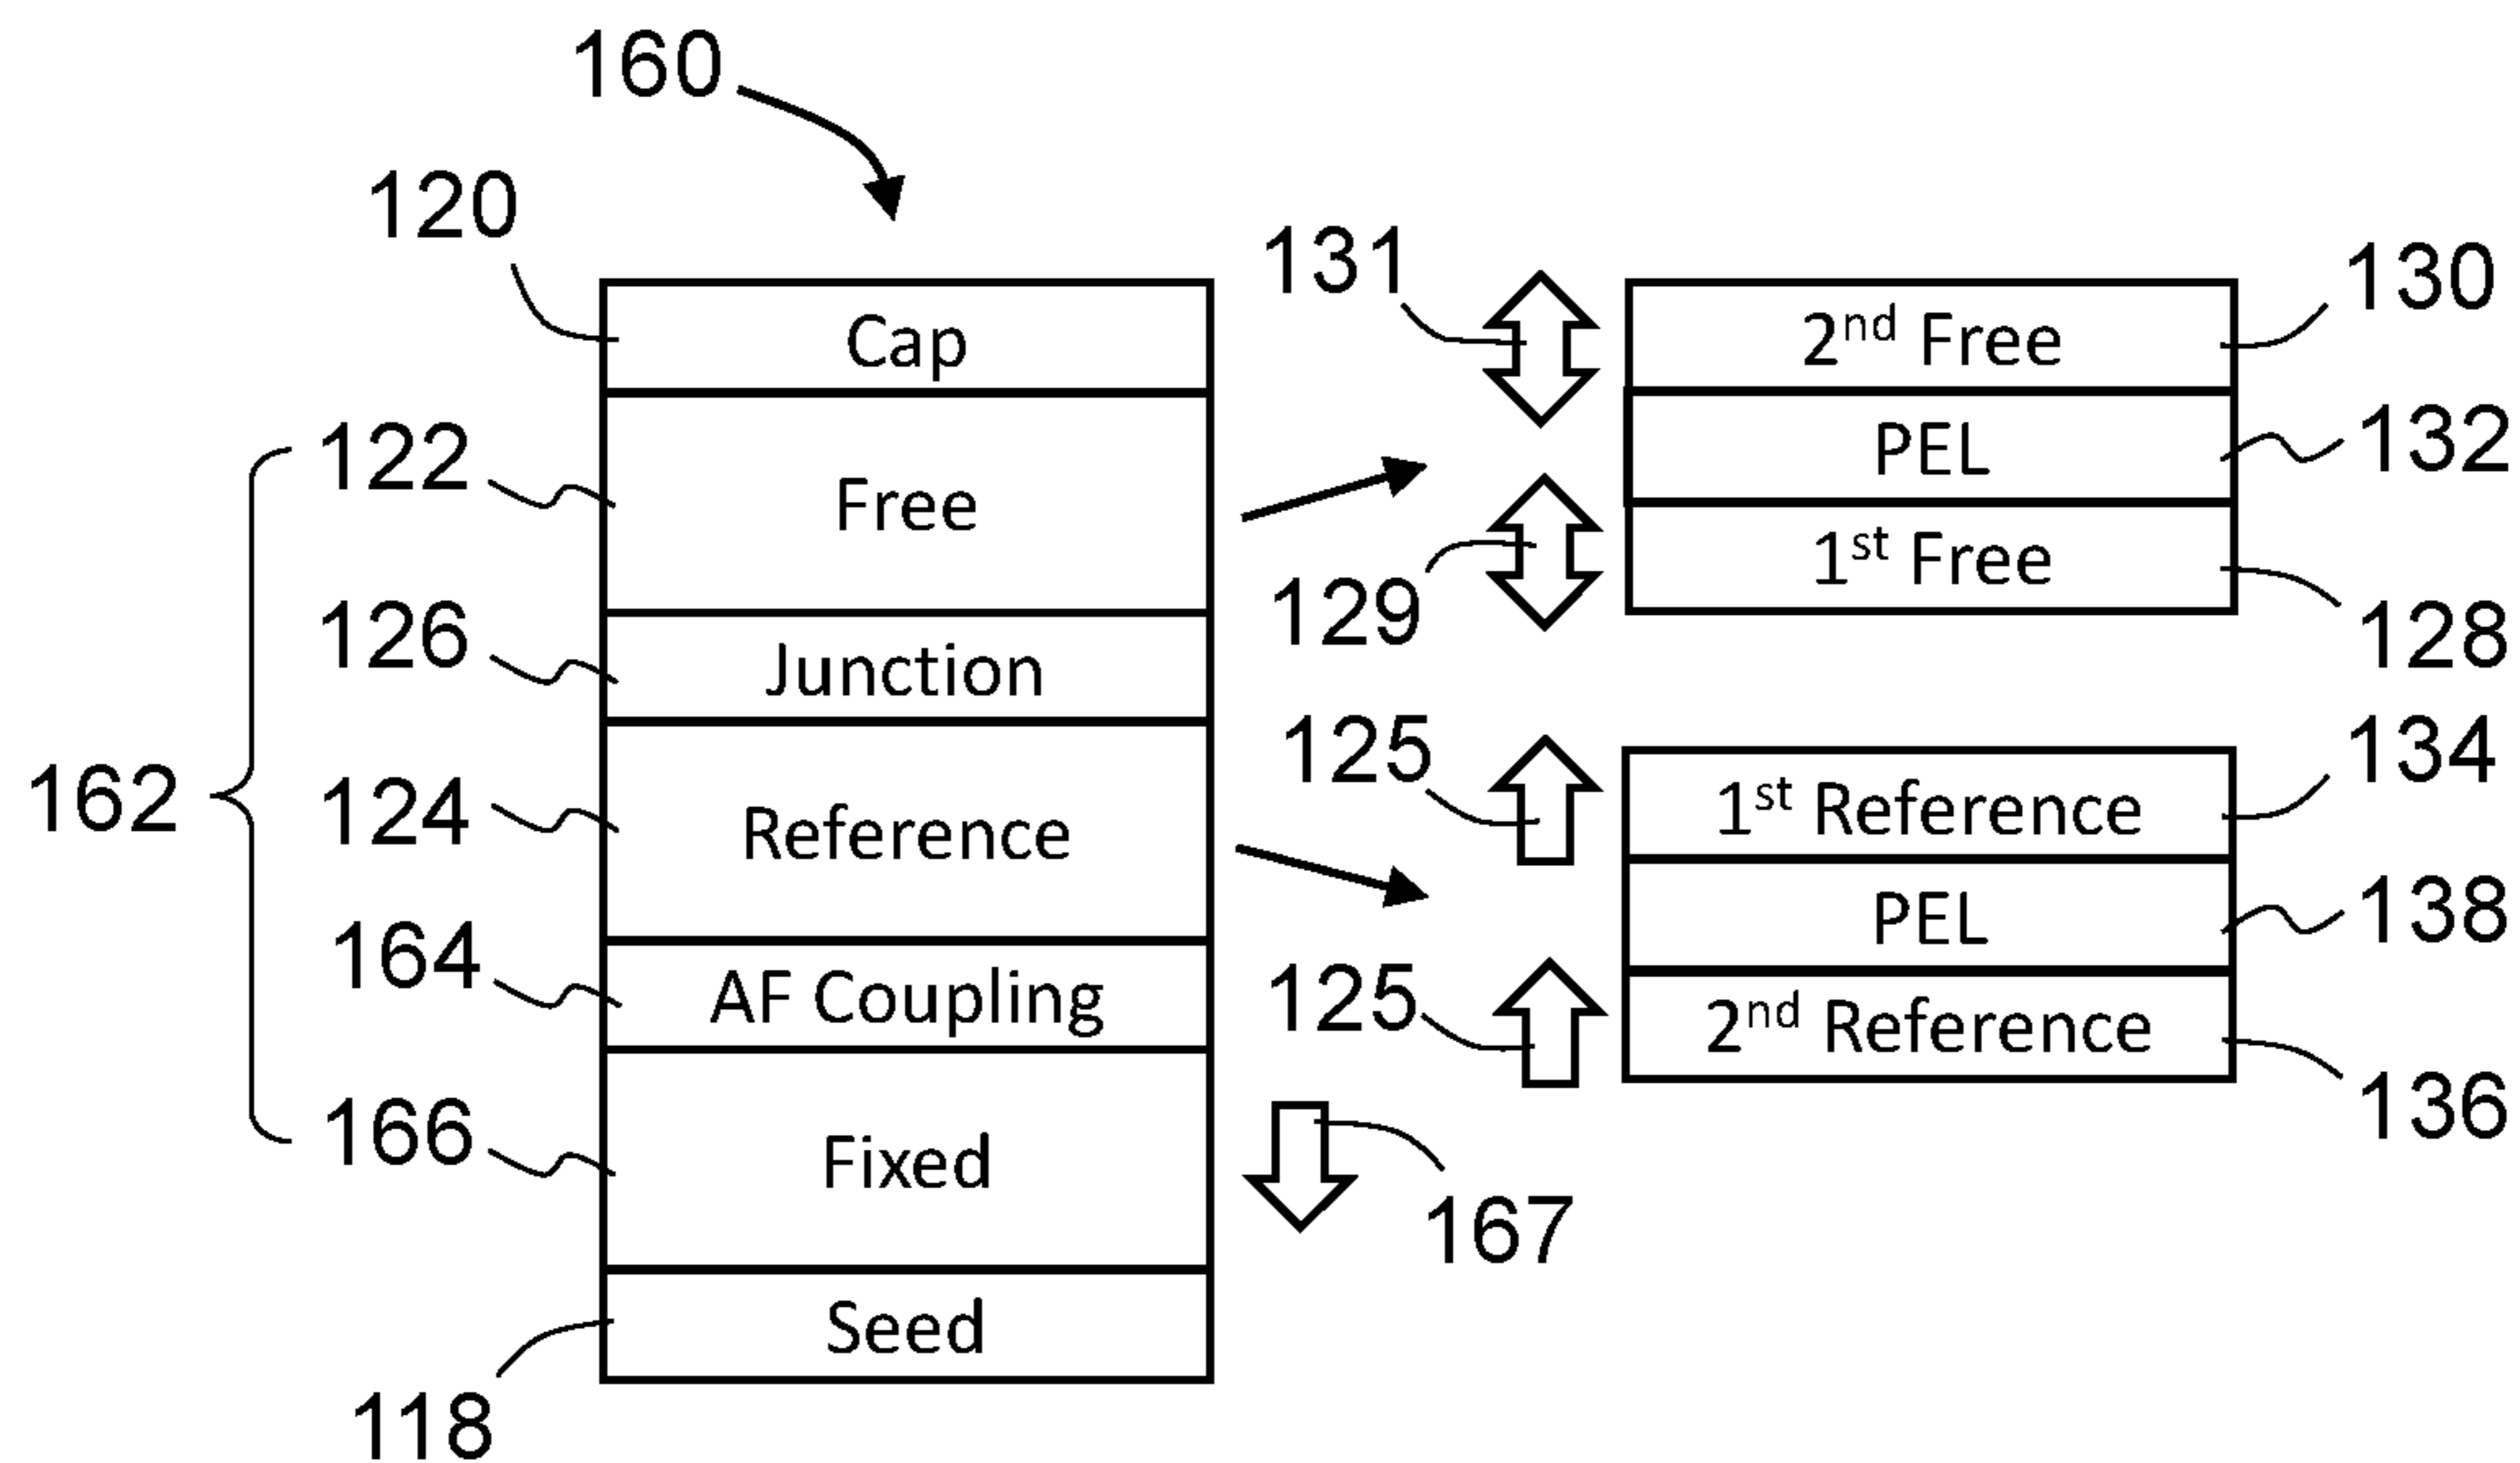 160
120
131
130
Cap
2nd Free
122
132
PEL
Free
1st Free
129
126
128
Junction
125
134
162
124
1st Reference
Reference
138
PEL
164
125
AF Coupling
2nd Reference
136
166
Fixed
167
Seed
118